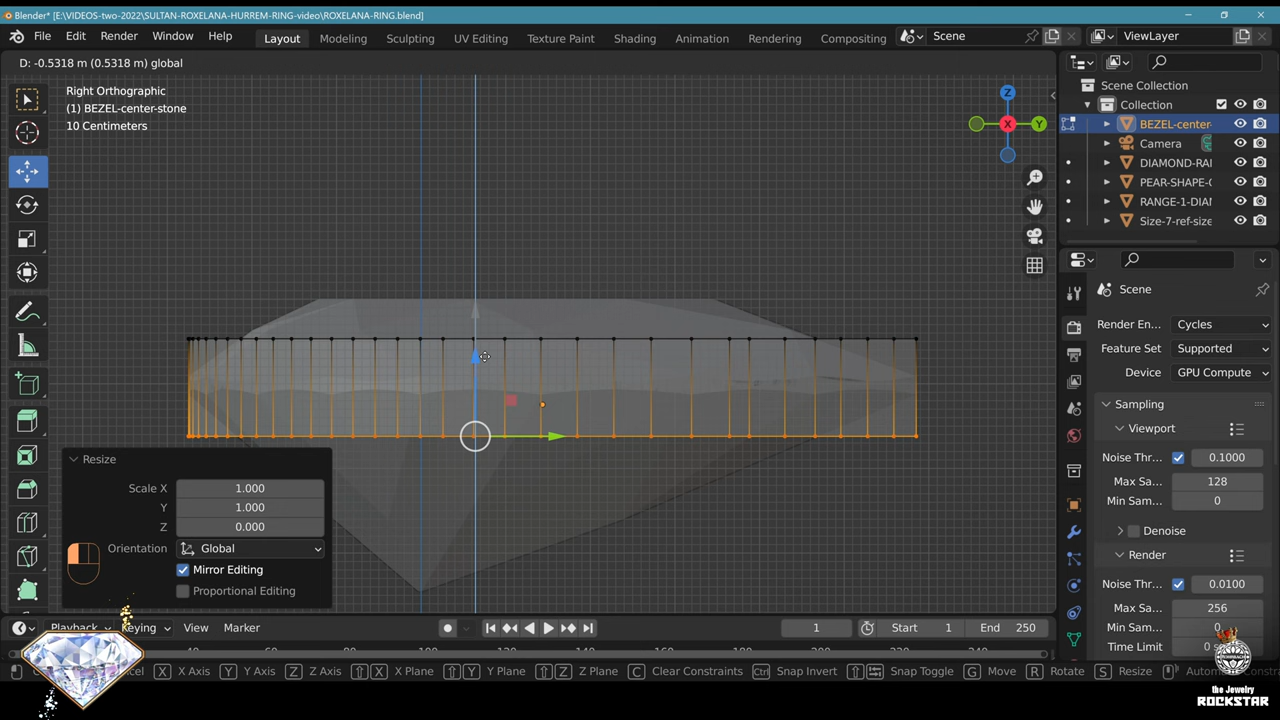 Blender* [E:\VIDEOS-two-2022\SULTAN-ROXELANA-HURREM-RING-video\ROXELANA-RING.blend]
File Edit Render Window Help Layout Modeling Sculpting UV Editing Texture Paint Shading Animation Rendering Compositing Scene ViewLayer
D: -0.5318 m (0.5318 m) global
Right Orthographic
(1) BEZEL-center-stone
10 Centimeters
Z
X
Y
Scene Collection
Collection
BEZEL-center-
Camera
DIAMOND-RAI
PEAR-SHAPE-
RANGE-1-DIAI
Size-7-ref-size
Scene
Render En... Cycles
Feature Set Supported
Device GPU Compute
Sampling
Viewport
Noise Thr... 0.1000
Max Sa... 128
Min Sam... 0
Denoise
Render
Noise Thr... 0.0100
Max Sa... 256
Min Sam... 0
Time Limit
Resize
Scale X 1.000
Y 1.000
Z 0.000
Orientation Global
Mirror Editing
Proportional Editing
Playback Keying View Marker 1 Start 1 End 250
X X Axis Y Y Axis Z Z Axis X X Plane Y Y Plane Z Z Plane C Clear Constraints Ctrl Snap Invert Snap Toggle G Move R Rotate S Resize
the Jewelry
ROCKSTAR